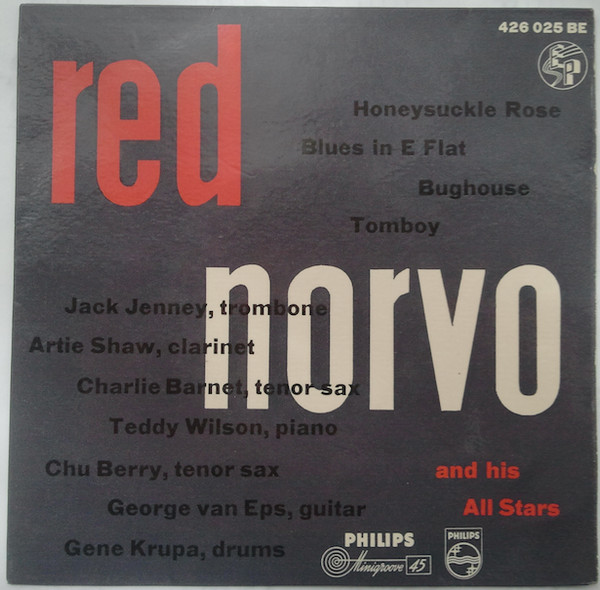 426 025 BE
EP
red
Honeysuckle Rose
Blues in E Flat
Bughouse
Tomboy
norvo
Jack Jenney, trombone
Artie Shaw, clarinet
Charlie Barnet, tenor sax
Teddy Wilson, piano
Chu Berry, tenor sax
and his
George van Eps, guitar
All Stars
Gene Krupa, drums
PHILIPS
Minigroove 45
PHILIPS